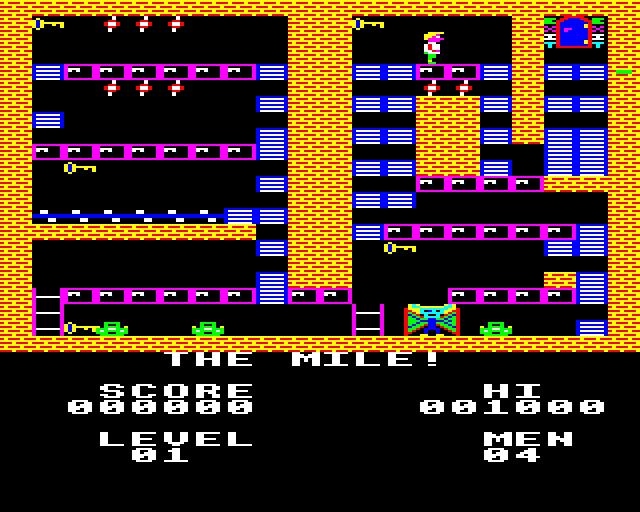 THE MILE!
SCORE HI
000000 001000
LEVEL MEN
01 04